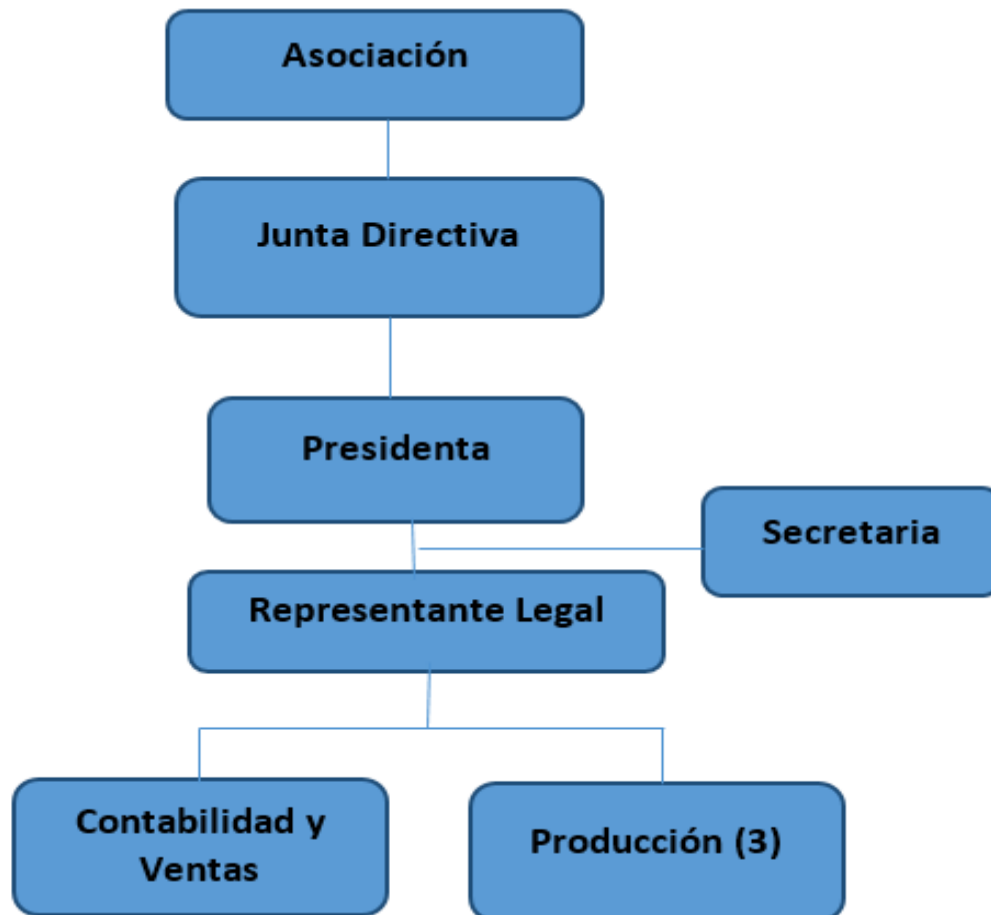 Asociación
Junta Directiva
Presidenta
Secretaria
Representante Legal
Contabilidad y
Ventas
Producción (3)